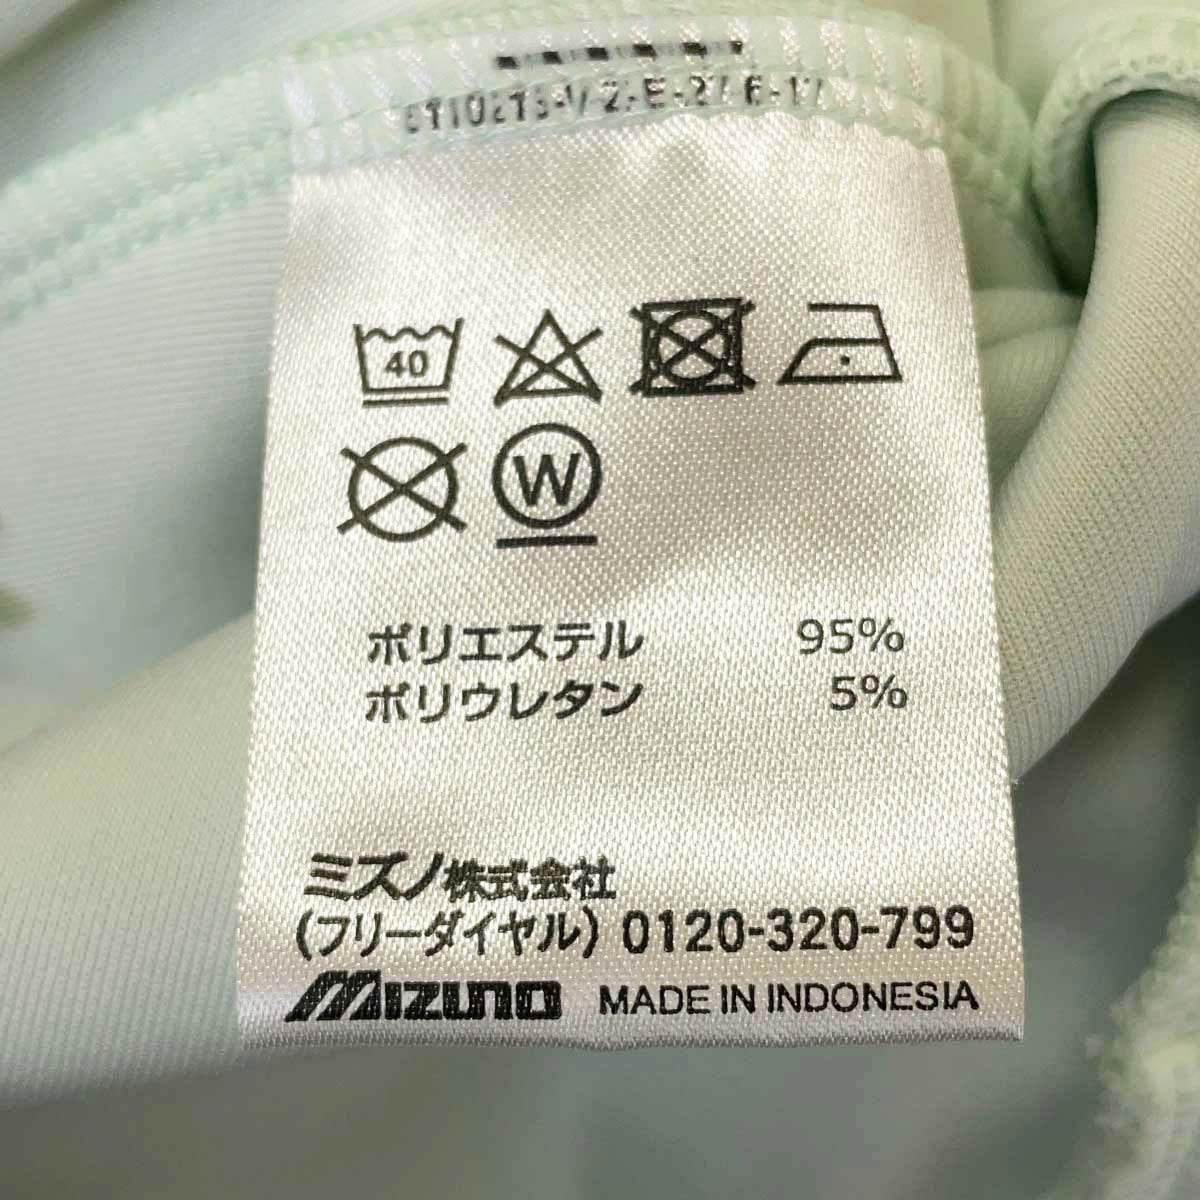 40
W
ポリエステル 95%
ポリウレタン 5%
ミズノ株式会社
(フリーダイヤル) 0120-320-799
Mizuno MADE IN INDONESIA